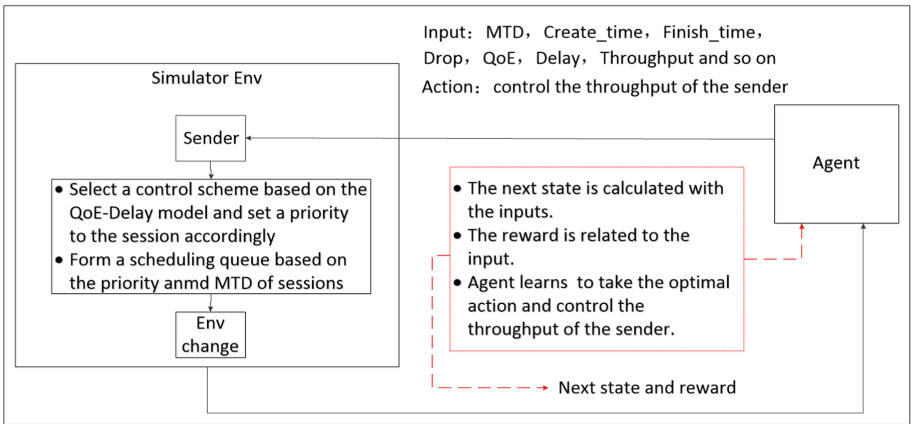 Input：MTD，Create_time，Finish_time，
Drop，QoE，Delay，Throughput and so on
Action：control the throughput of the sender
Simulator Env
Sender
• Select a control scheme based on the
QoE-Delay model and set a priority
to the session accordingly
• Form a scheduling queue based on
the priority anmd MTD of sessions
Env
change
Agent
• The next state is calculated with
the inputs.
• The reward is related to the
input.
• Agent learns to take the optimal
action and control the
throughput of the sender.
Next state and reward